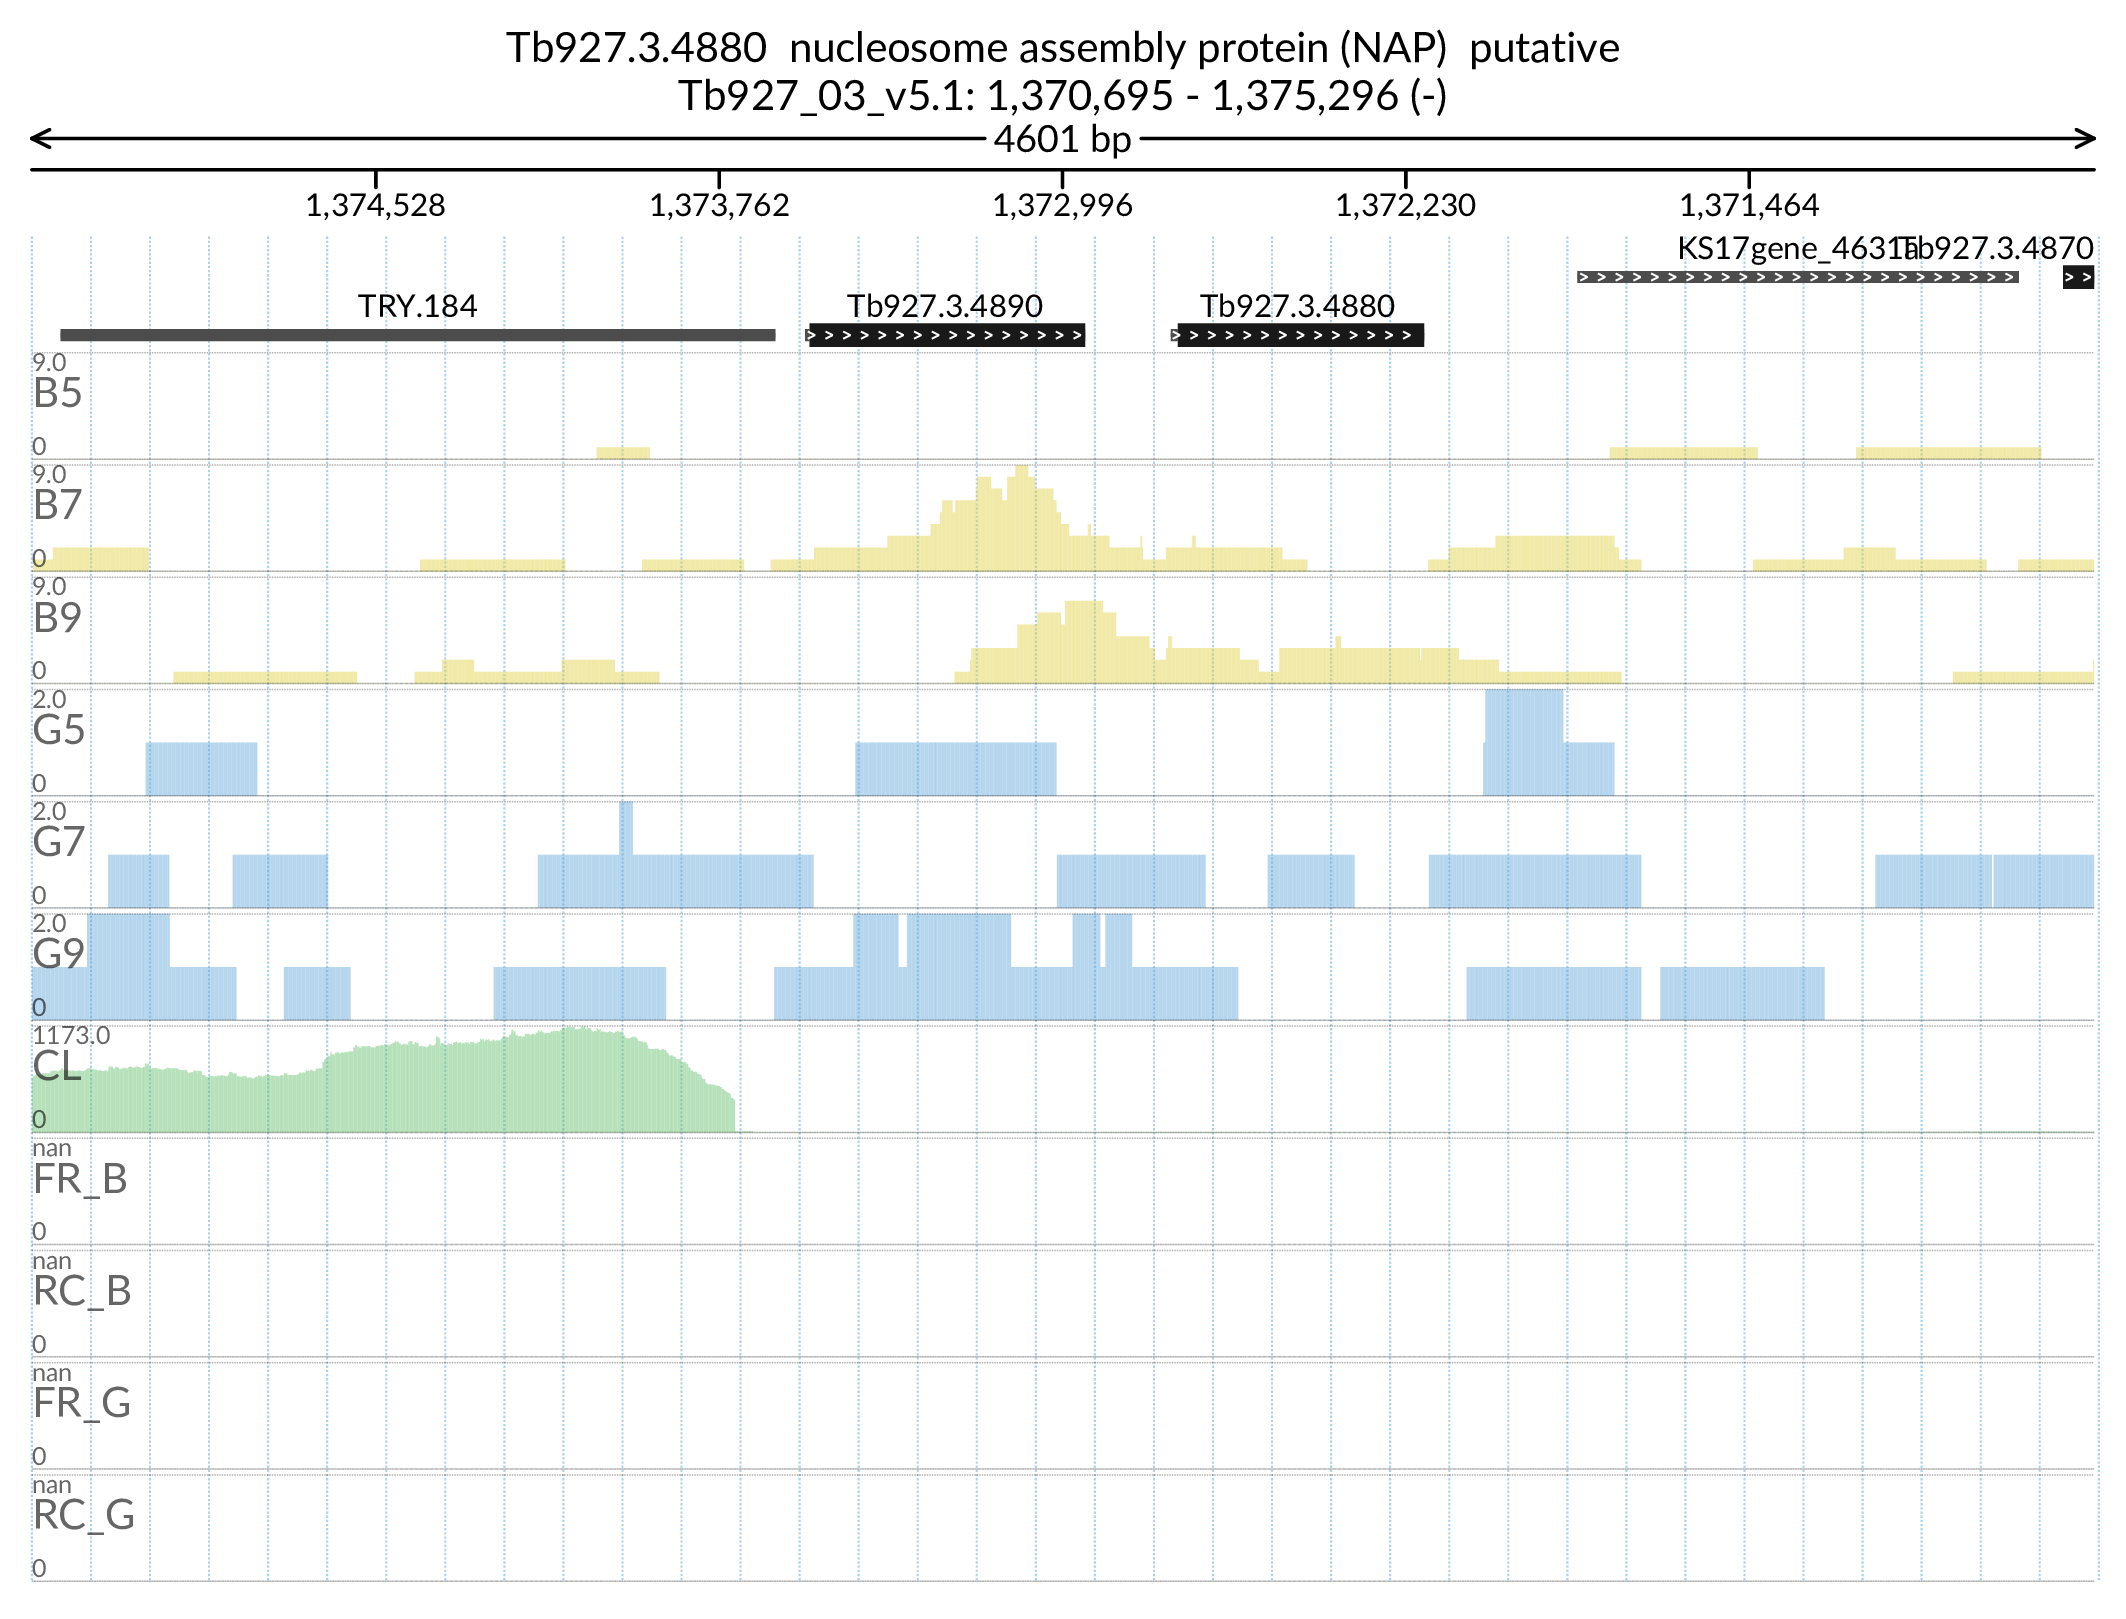 Tb927.3.4880  nucleosome assembly protein (NAP)  putative
Tb927_03_v5.1: 1,370,695 - 1,375,296 (-)
4601 bp
1,374,528 1,373,762 1,372,996 1,372,230 1,371,464
KS17gene_4631a Tb927.3.4870
TRY.184 Tb927.3.4890 Tb927.3.4880
9.0
B5
0
9.0
B7
0
9.0
B9
0
2.0
G5
0
2.0
G7
0
2.0
G9
0
1173.0
CL
0
nan
FR_B
0
nan
RC_B
0
nan
FR_G
0
nan
RC_G
0